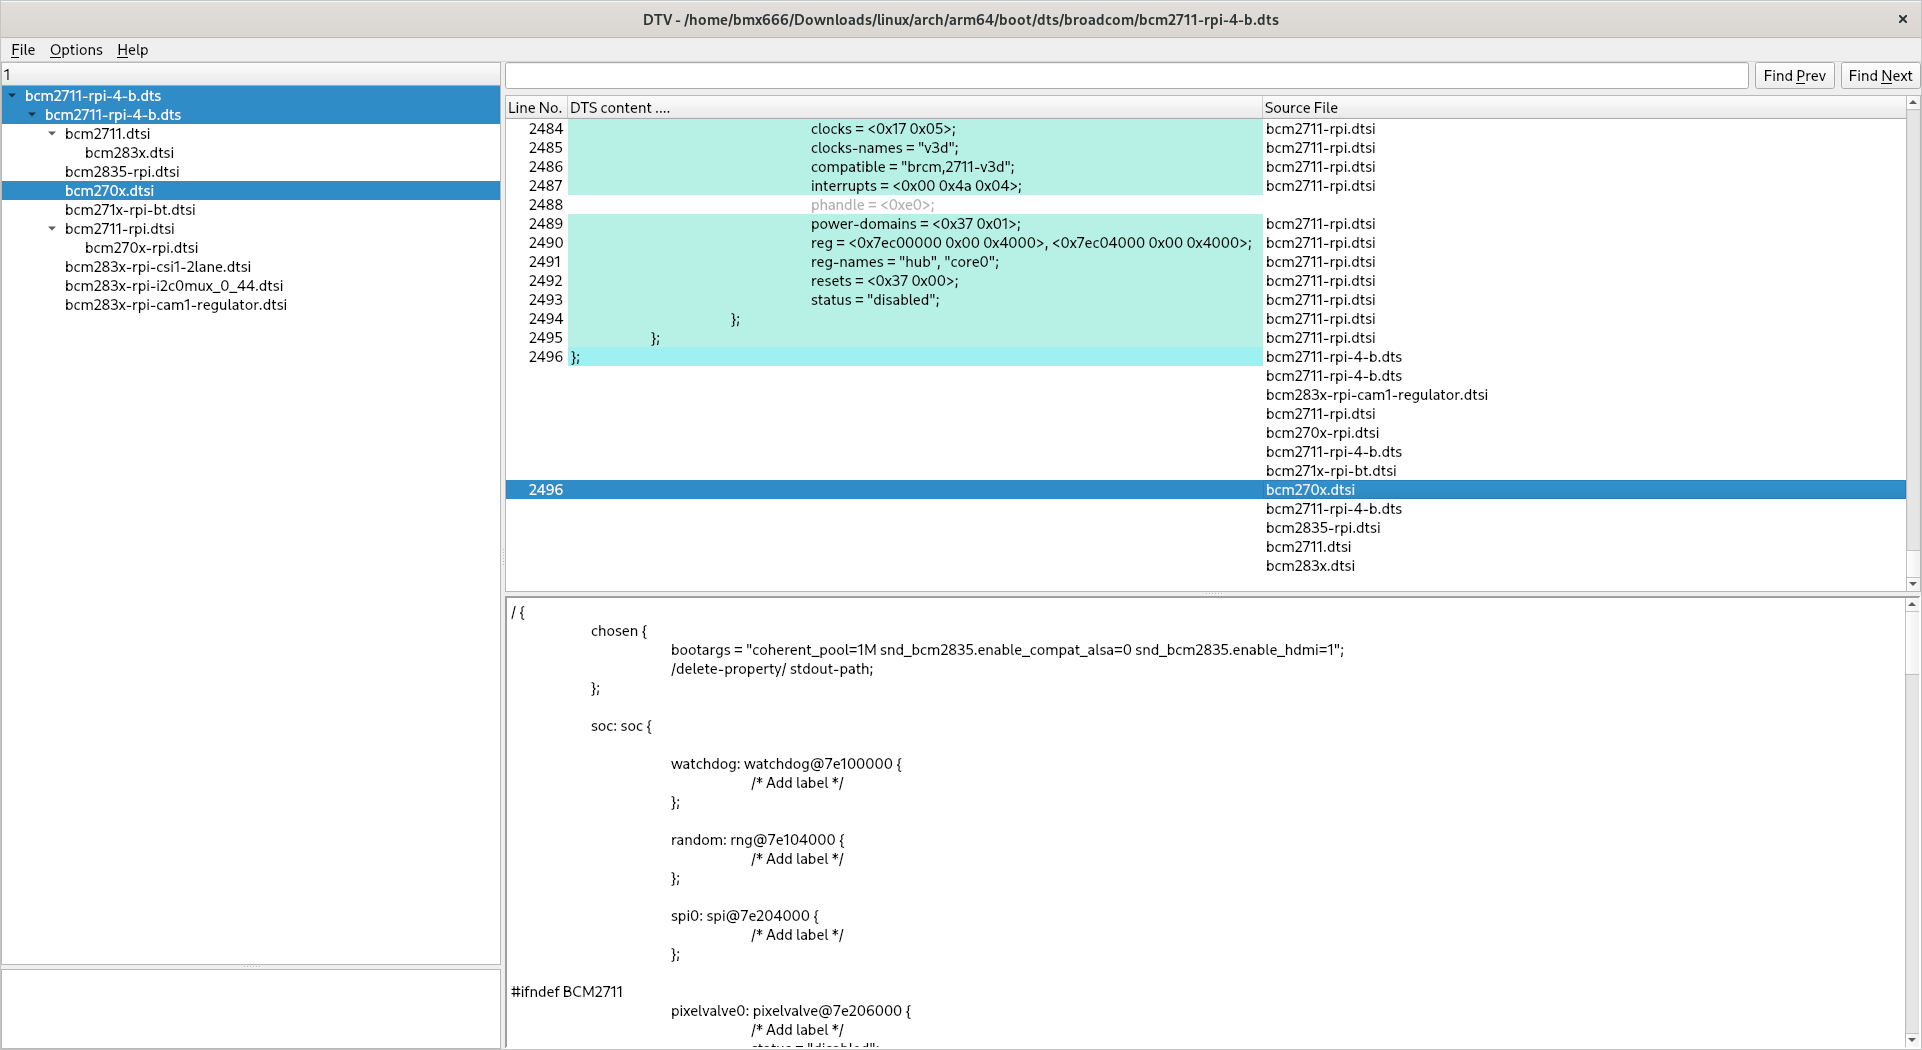 DTV - /home/bmx666/Downloads/linux/arch/arm64/boot/dts/broadcom/bcm2711-rpi-4-b.dts
File Options Help
1
bcm2711-rpi-4-b.dts
bcm2711-rpi-4-b.dts
bcm2711.dtsi
bcm283x.dtsi
bcm2835-rpi.dtsi
bcm270x.dtsi
bcm271x-rpi-bt.dtsi
bcm2711-rpi.dtsi
bcm270x-rpi.dtsi
bcm283x-rpi-csi1-2lane.dtsi
bcm283x-rpi-i2c0mux_0_44.dtsi
bcm283x-rpi-cam1-regulator.dtsi
Find Prev Find Next
Line No. DTS content .... Source File
2484 clocks = <0x17 0x05>; bcm2711-rpi.dtsi
2485 clocks-names = "v3d"; bcm2711-rpi.dtsi
2486 compatible = "brcm,2711-v3d"; bcm2711-rpi.dtsi
2487 interrupts = <0x00 0x4a 0x04>; bcm2711-rpi.dtsi
2488 phandle = <0xe0>;
2489 power-domains = <0x37 0x01>; bcm2711-rpi.dtsi
2490 reg = <0x7ec00000 0x00 0x4000>, <0x7ec04000 0x00 0x4000>; bcm2711-rpi.dtsi
2491 reg-names = "hub", "core0"; bcm2711-rpi.dtsi
2492 resets = <0x37 0x00>; bcm2711-rpi.dtsi
2493 status = "disabled"; bcm2711-rpi.dtsi
2494 }; bcm2711-rpi.dtsi
2495 }; bcm2711-rpi.dtsi
2496 }; bcm2711-rpi-4-b.dts
bcm2711-rpi-4-b.dts
bcm283x-rpi-cam1-regulator.dtsi
bcm2711-rpi.dtsi
bcm270x-rpi.dtsi
bcm2711-rpi-4-b.dts
bcm271x-rpi-bt.dtsi
2496 bcm270x.dtsi
bcm2711-rpi-4-b.dts
bcm2835-rpi.dtsi
bcm2711.dtsi
bcm283x.dtsi
/ {
chosen {
bootargs = "coherent_pool=1M snd_bcm2835.enable_compat_alsa=0 snd_bcm2835.enable_hdmi=1";
/delete-property/ stdout-path;
};
soc: soc {
watchdog: watchdog@7e100000 {
/* Add label */
};
random: rng@7e104000 {
/* Add label */
};
spi0: spi@7e204000 {
/* Add label */
};
#ifndef BCM2711
pixelvalve0: pixelvalve@7e206000 {
/* Add label */
status = "disabled";